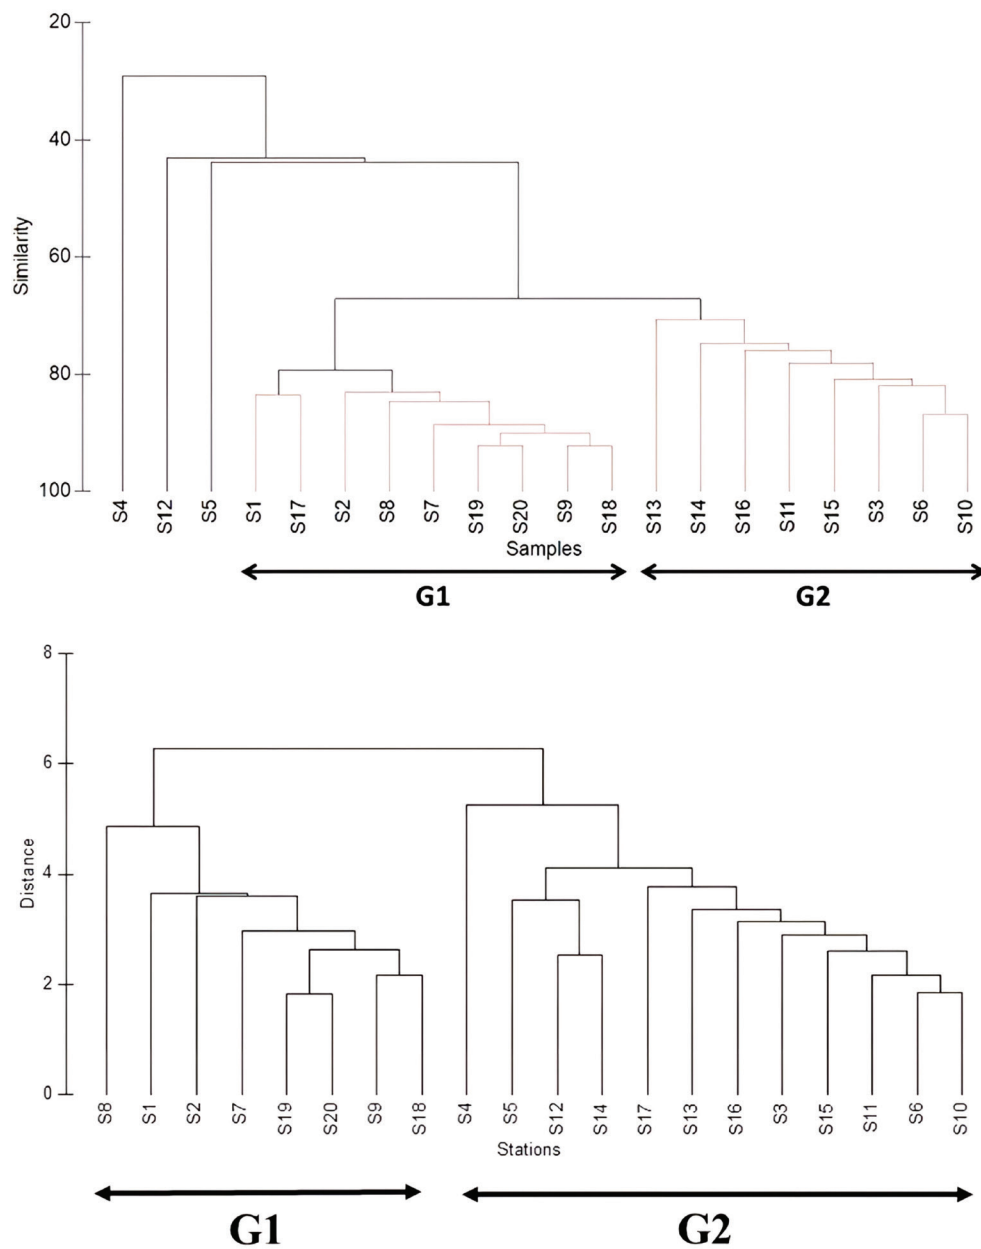 20
40
60
80
100
Similarity
S4 S12 S5 S1 S17 S2 S8 S7 S19 S20 S9 S18 S13 S14 S16 S11 S15 S3 S6 S10
Samples
G1 G2
8
6
4
2
0
Distance
S8 S1 S2 S7 S19 S20 S9 S18 S4 S5 S12 S14 S17 S13 S16 S3 S15 S11 S6 S10
Stations
G1 G2